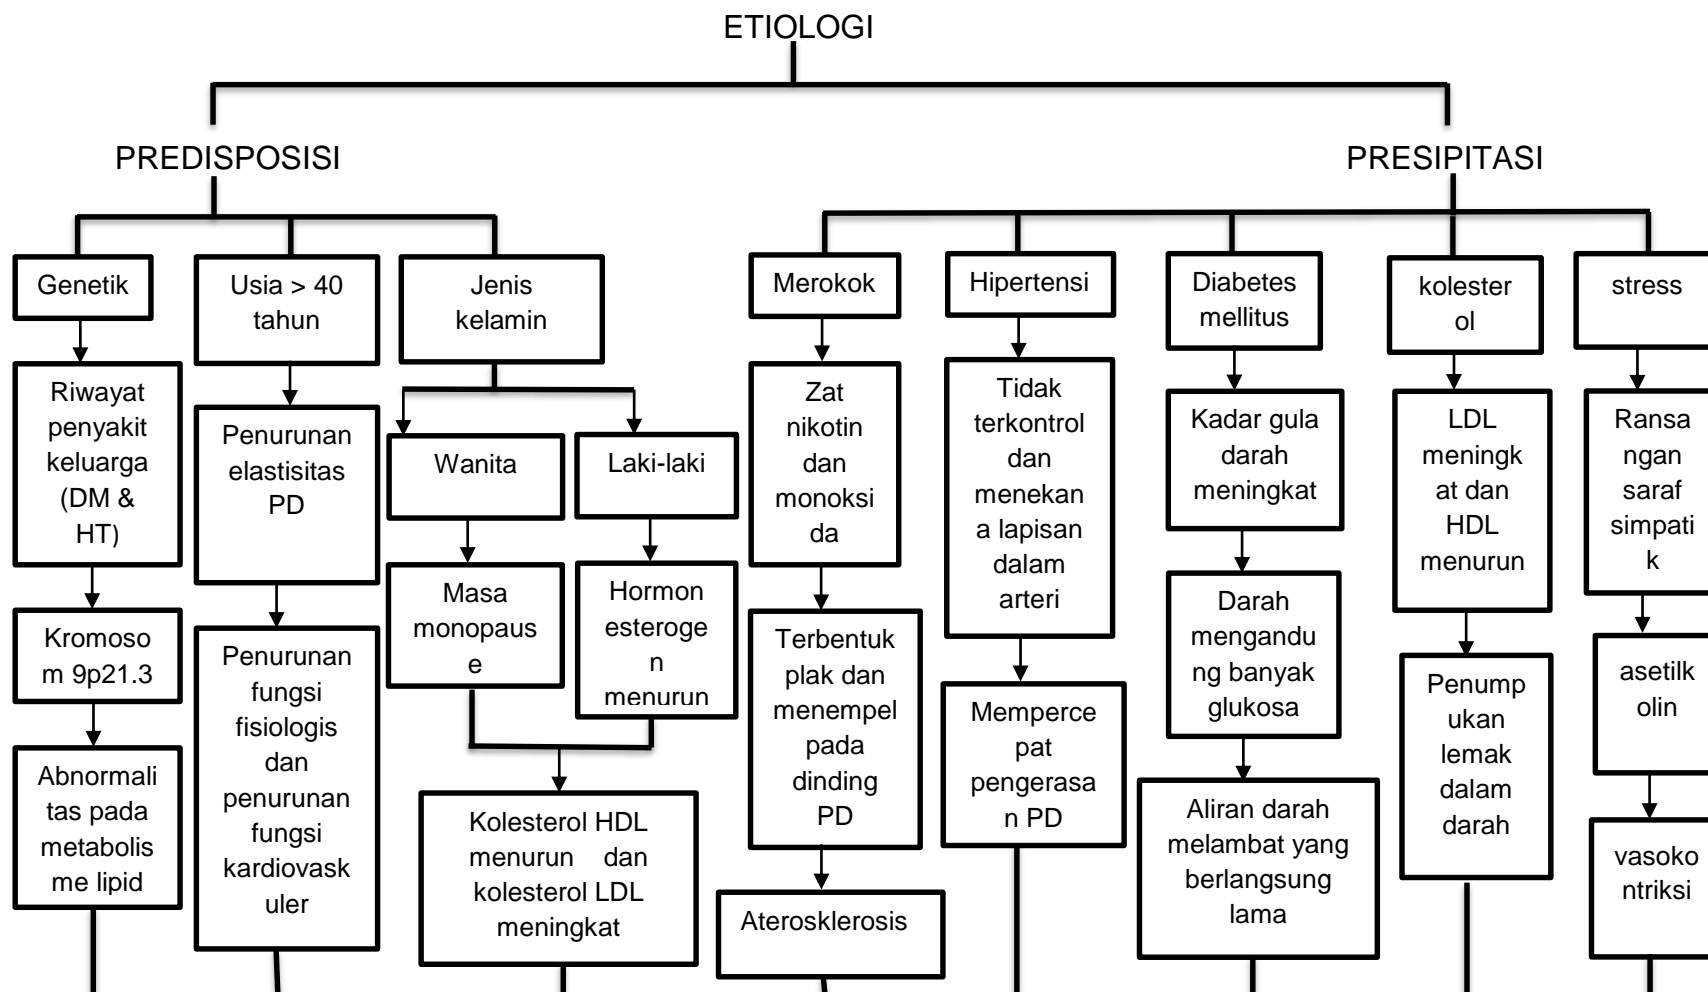 ETIOLOGI
PREDISPOSISI
PRESIPITASI
Genetik
Riwayat
penyakit
keluarga
(DM &
HT)
Kromoso
m 9p21.3
Abnormali
tas pada
metabolis
me lipid
Usia > 40
tahun
Penurunan
elastisitas
PD
Penurunan
fungsi
fisiologis
dan
penurunan
fungsi
kardiovask
uler
Jenis
kelamin
Wanita
Masa
monopaus
e
Laki-laki
Hormon
esteroge
n
menurun
Kolesterol HDL
menurun dan
kolesterol LDL
meningkat
Merokok
Zat
nikotin
dan
monoksi
da
Terbentuk
plak dan
menempel
pada
dinding
PD
Aterosklerosis
Hipertensi
Tidak
terkontrol
dan
menekan
a lapisan
dalam
arteri
Memperce
pat
pengerasa
n PD
Diabetes
mellitus
Kadar gula
darah
meningkat
Darah
mengandu
ng banyak
glukosa
Aliran darah
melambat yang
berlangsung
lama
kolester
ol
LDL
meningk
at dan
HDL
menurun
Penump
ukan
lemak
dalam
darah
stress
Ransa
ngan
saraf
simpati
k
asetilk
olin
vasoko
ntriksi